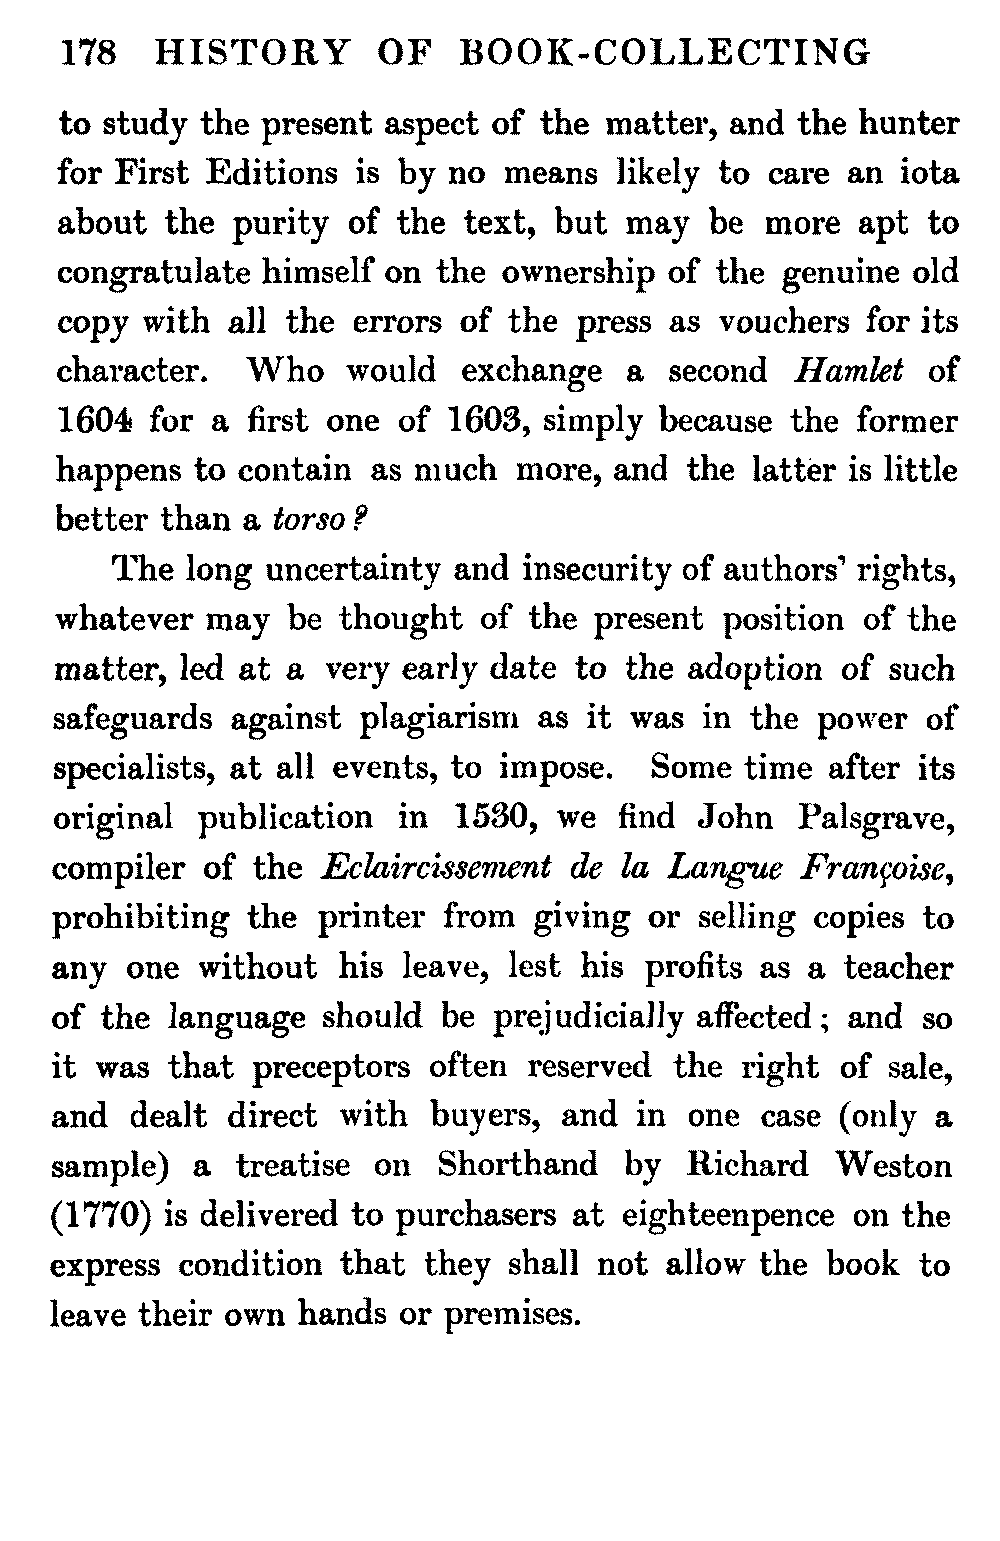 178 HISTORY OF BOOK-COLLECTING
to study the present aspect of the matter, and the hunter
for First Editions is by no means likely to care an iota
about the purity of the text, but may be more apt to
congratulate himself on the ownership of the genuine old
copy with all the errors of the press as vouchers for its
character. Who would exchange a second Hamlet of
1604 for a first one of 1603, simply because the former
happens to contain as much more, and the latter is little
better than a torso?
The long uncertainty and insecurity of authors' rights,
whatever may be thought of the present position of the
matter, led at a very early date to the adoption of such
safeguards against plagiarism as it was in the power of
specialists, at all events, to impose. Some time after its
original publication in 1530, we find John Palsgrave,
compiler of the Eclaircissement de la Langue Françoise,
prohibiting the printer from giving or selling copies to
any one without his leave, lest his profits as a teacher
of the language should be prejudicially affected; and so
it was that preceptors often reserved the right of sale,
and dealt direct with buyers, and in one case (only a
sample) a treatise on Shorthand by Richard Weston
(1770) is delivered to purchasers at eighteenpence on the
express condition that they shall not allow the book to
leave their own hands or premises.